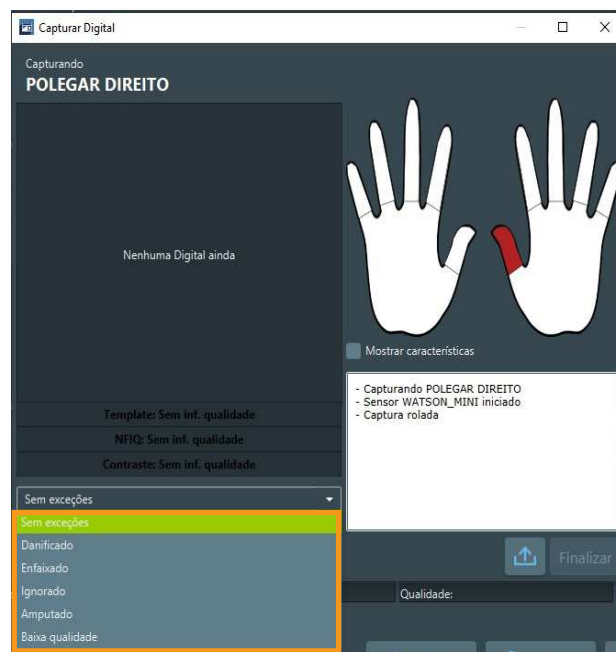 Capturar Digital
Capturando
POLEGAR DIREITO
Nenhuma Digital ainda
Mostrar características
- Capturando POLEGAR DIREITO
- Sensor WATSON_MINI iniciado
- Captura rolada
Template: Sem inf. qualidade
NFIQ: Sem inf. qualidade
Contraste: Sem inf. qualidade
Sem exceções
Sem exceções
Danificado
Enfaixado
Ignorado
Amputado
Baixa qualidade
Finalizar
Qualidade: